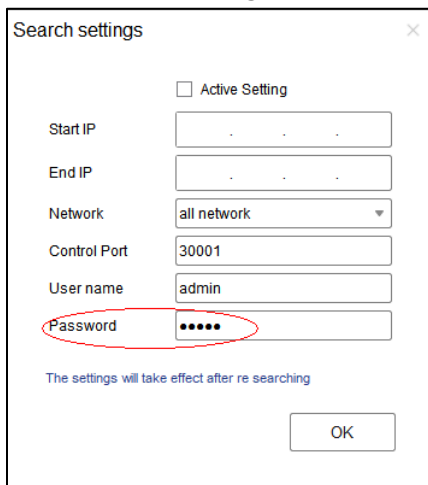 Search settings
Active Setting
Start IP . . .
End IP . . .
Network all network
Control Port 30001
User name admin
Password •••••
The settings will take effect after re searching
OK